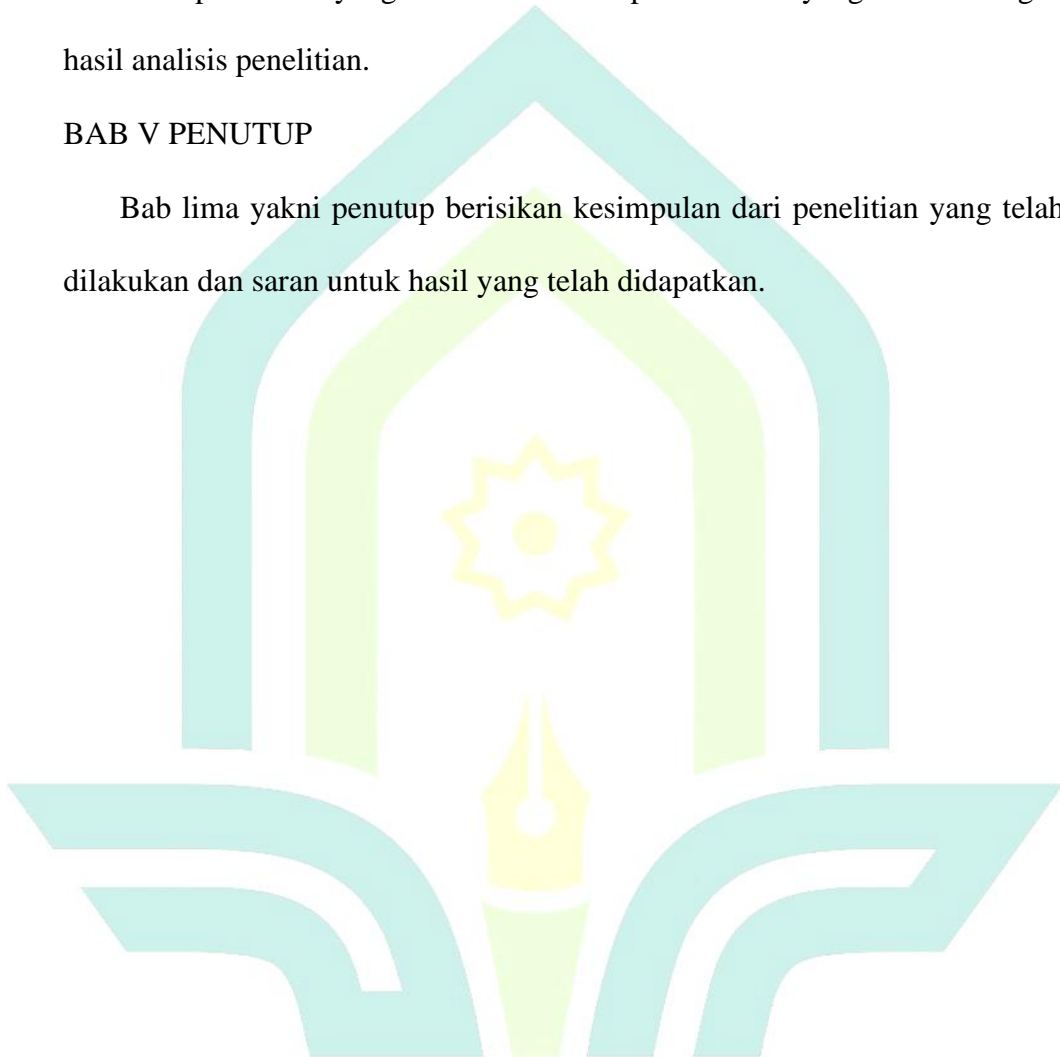 hasil analisis penelitian.
BAB V PENUTUP
Bab lima yakni penutup berisikan kesimpulan dari penelitian yang telah
dilakukan dan saran untuk hasil yang telah didapatkan.